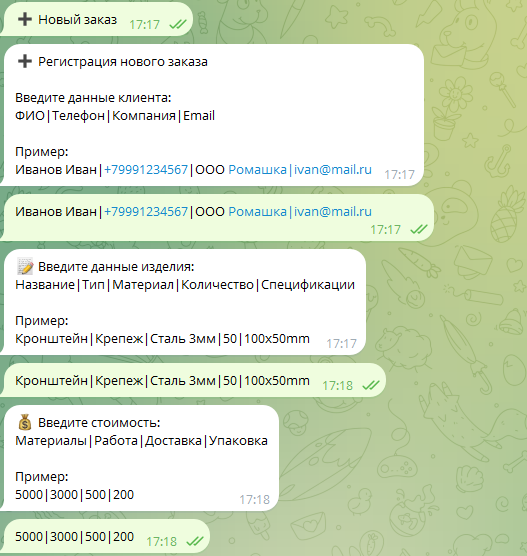 ➕ Новый заказ
17:17
➕ Регистрация нового заказа
Введите данные клиента:
ФИО|Телефон|Компания|Email
Пример:
Иванов Иван|+79991234567|ООО Ромашка|ivan@mail.ru
17:17
Иванов Иван|+79991234567|ООО Ромашка|ivan@mail.ru
17:17
📝 Введите данные изделия:
Название|Тип|Материал|Количество|Спецификации
Пример:
Кронштейн|Крепеж|Сталь 3мм|50|100x50mm
17:17
Кронштейн|Крепеж|Сталь 3мм|50|100x50mm
17:18
💰 Введите стоимость:
Материалы|Работа|Доставка|Упаковка
Пример:
5000|3000|500|200
17:18
5000|3000|500|200
17:18